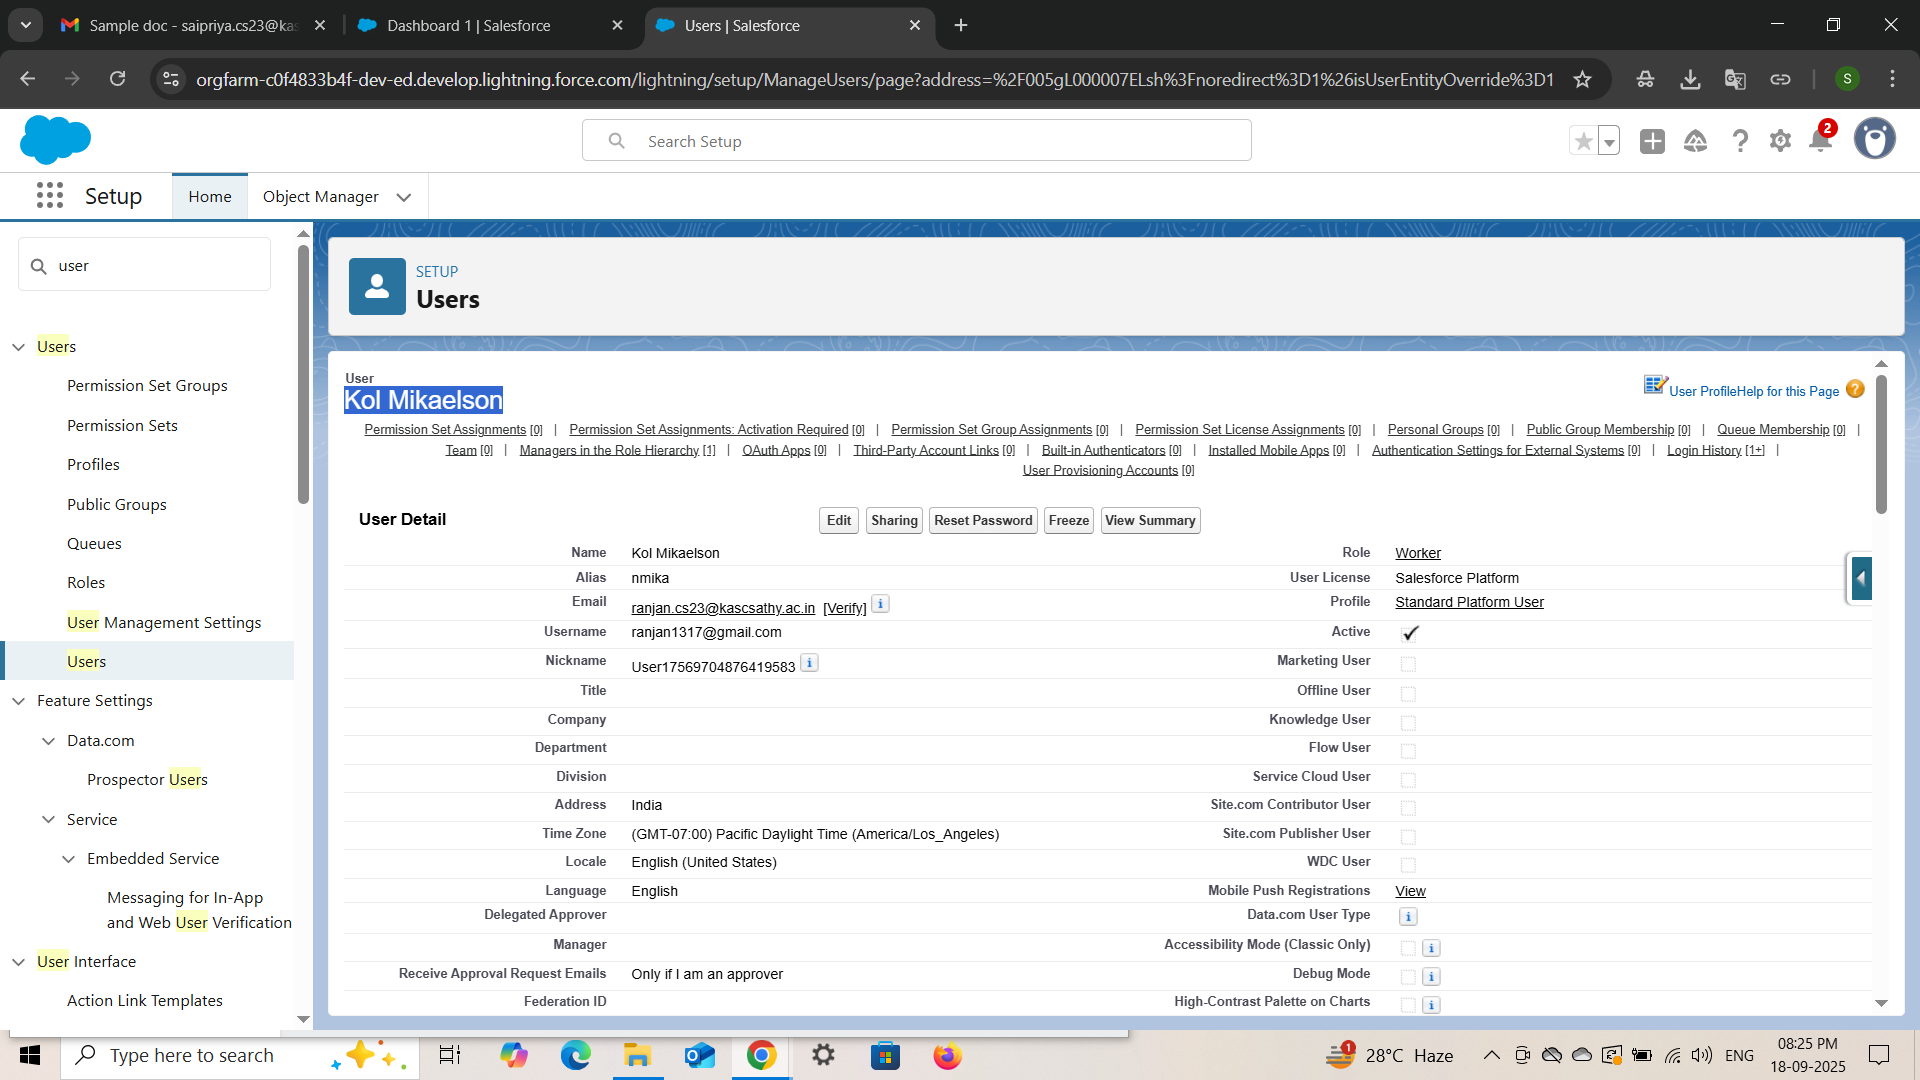 Sample doc - saipriya.cs23@kas
Dashboard 1 | Salesforce
Users | Salesforce
orgfarm-c0f4833b4f-dev-ed.develop.lightning.force.com/lightning/setup/ManageUsers/page?address=%2F005gL000007ELsh%3Fnoredirect%3D1%26isUserEntityOverride%3D1
S
Search Setup
2
Setup
Home
Object Manager
user
Users
Permission Set Groups
Permission Sets
Profiles
Public Groups
Queues
Roles
User Management Settings
Users
Feature Settings
Data.com
Prospector Users
Service
Embedded Service
Messaging for In-App
and Web User Verification
User Interface
Action Link Templates
SETUP
Users
User
Kol Mikaelson
User Profile Help for this Page ?
Permission Set Assignments [0] | Permission Set Assignments: Activation Required [0] | Permission Set Group Assignments [0] | Permission Set License Assignments [0] | Personal Groups [0] | Public Group Membership [0] | Queue Membership [0] |
Team [0] | Managers in the Role Hierarchy [1] | OAuth Apps [0] | Third-Party Account Links [0] | Built-in Authenticators [0] | Installed Mobile Apps [0] | Authentication Settings for External Systems [0] | Login History [1+] |
User Provisioning Accounts [0]
User Detail
Edit Sharing Reset Password Freeze View Summary
Name Kol Mikaelson
Role Worker
Alias nmika
User License Salesforce Platform
Email ranjan.cs23@kascsathy.ac.in [Verify] i
Profile Standard Platform User
Username ranjan1317@gmail.com
Active
Nickname User17569704876419583 i
Marketing User
Title
Offline User
Company
Knowledge User
Department
Flow User
Division
Service Cloud User
Address India
Site.com Contributor User
Time Zone (GMT-07:00) Pacific Daylight Time (America/Los_Angeles)
Site.com Publisher User
Locale English (United States)
WDC User
Language English
Mobile Push Registrations View
Delegated Approver
Data.com User Type i
Manager
Accessibility Mode (Classic Only) i
Receive Approval Request Emails Only if I am an approver
Debug Mode i
Federation ID
High-Contrast Palette on Charts i
Type here to search
1
28°C Haze
ENG
08:25 PM
18-09-2025